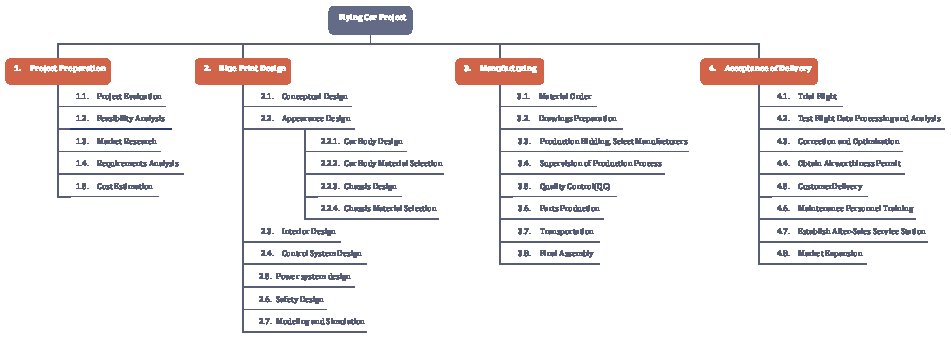 Flying Car Project
1. Project Preparation
1.1. Project Evaluation
1.2. Feasibility Analysis
1.3. Market Research
1.4. Requirements Analysis
1.5. Cost Estimation
2. Blue Print Design
2.1. Conceptual Design
2.2. Appearance Design
2.2.1. Car Body Design
2.2.2. Car Body Material Selection
2.2.3. Chassis Design
2.2.4. Chassis Material Selection
2.3. Interior Design
2.4. Control System Design
2.5. Power system design
2.6. Safety Design
2.7. Modeling and Simulation
3. Manufacturing
3.1. Material Order
3.2. Drawings Preparation
3.3. Production Bidding, Select Manufacturers
3.4. Supervision of Production Process
3.5. Quality Control(QC)
3.6. Parts Production
3.7. Transportation
3.8. Final Assembly
4. Acceptance of Delivery
4.1. Trial Flight
4.2. Test Flight Data Processing and Analysis
4.3. Correction and Optimization
4.4. Obtain Airworthiness Permit
4.5. Customer Delivery
4.6. Maintenance Personnel Training
4.7. Establish After-Sales Service Station
4.8. Market Expansion